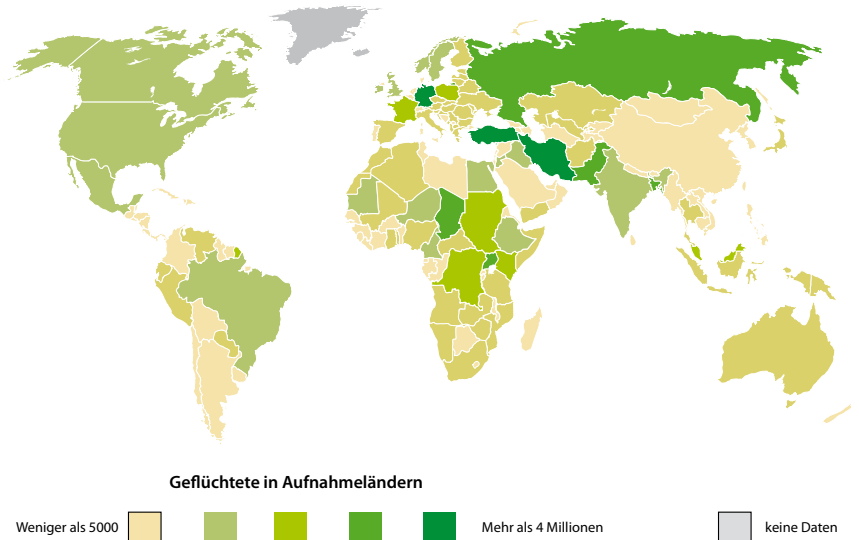 Geflüchtete in Aufnahmeländern
Weniger als 5000 Mehr als 4 Millionen keine Daten